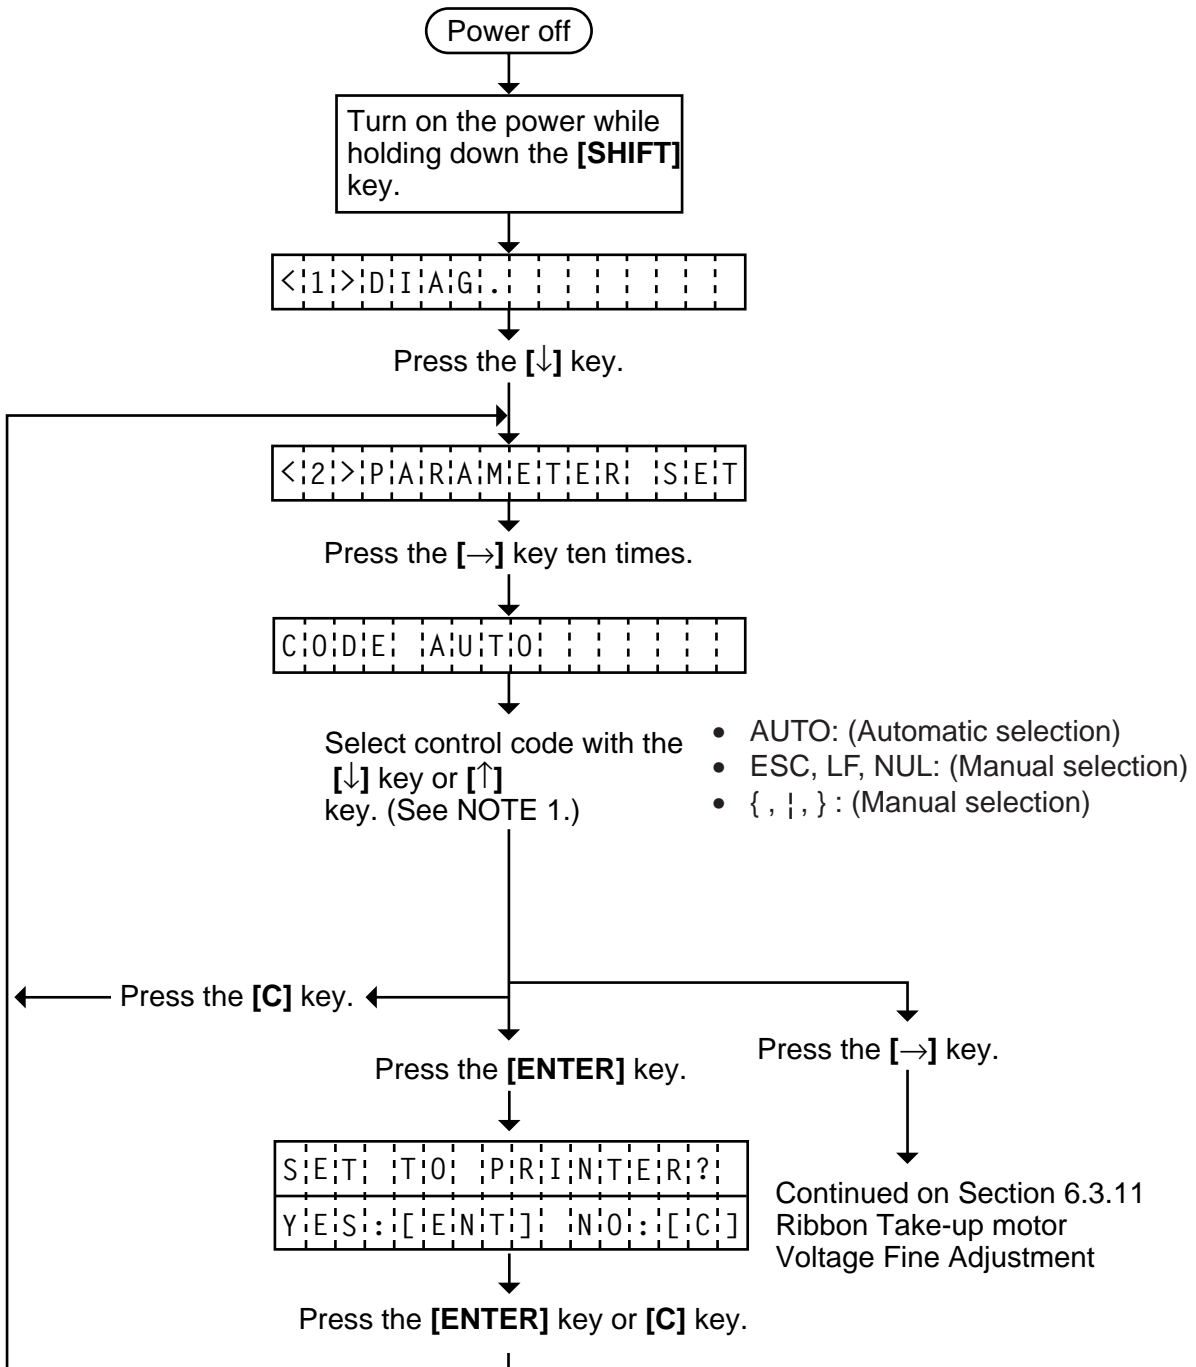 Power off
Turn on the power while
holding down the [SHIFT]
key.
<1>DIAG.
Press the [↓] key.
<2>PARAMETER SET
Press the [→] key ten times.
CODE AUTO
Select control code with the
[↓] key or [↑]
key. (See NOTE 1.)
• AUTO: (Automatic selection)
• ESC, LF, NUL: (Manual selection)
• { , ¦, } : (Manual selection)
Press the [C] key.
Press the [ENTER] key.
Press the [→] key.
SET TO PRINTER?
YES:[ENT] NO:[C]
Continued on Section 6.3.11
Ribbon Take-up motor
Voltage Fine Adjustment
Press the [ENTER] key or [C] key.